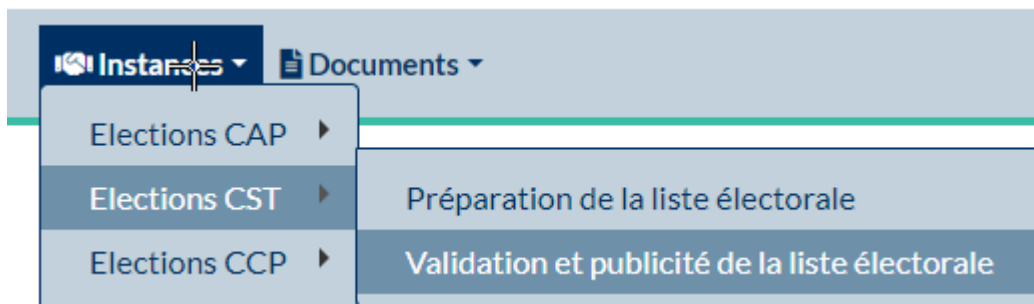 Instances Documents
Elections CAP
Elections CST Préparation de la liste électorale
Elections CCP Validation et publicité de la liste électorale